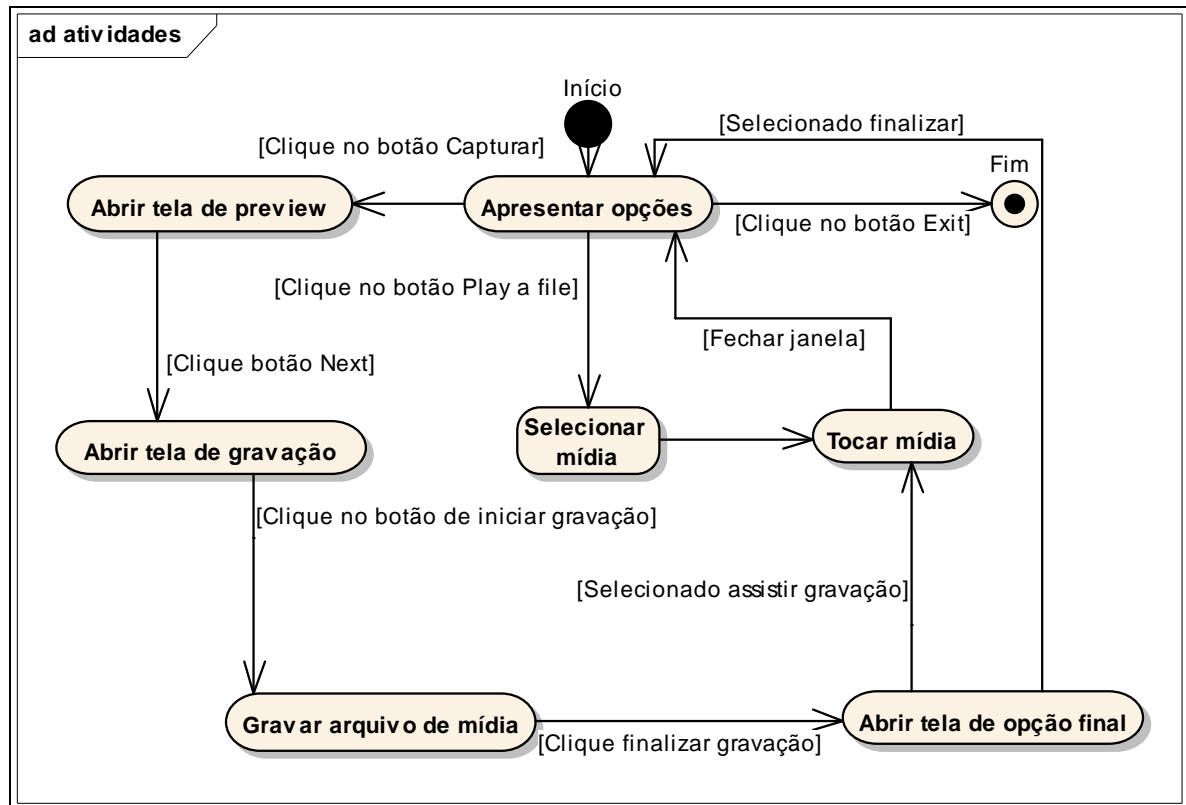 ad atividades
Início
[Selecionado finalizar]
[Clique no botão Capturar]
Fim
Abrir tela de preview
Apresentar opções
[Clique no botão Exit]
[Clique no botão Play a file]
[Fechar janela]
[Clique botão Next]
Selecionar
mídia
Tocar mídia
Abrir tela de gravação
[Clique no botão de iniciar gravação]
[Selecionado assistir gravação]
Gravar arquivo de mídia
Abrir tela de opção final
[Clique finalizar gravação]